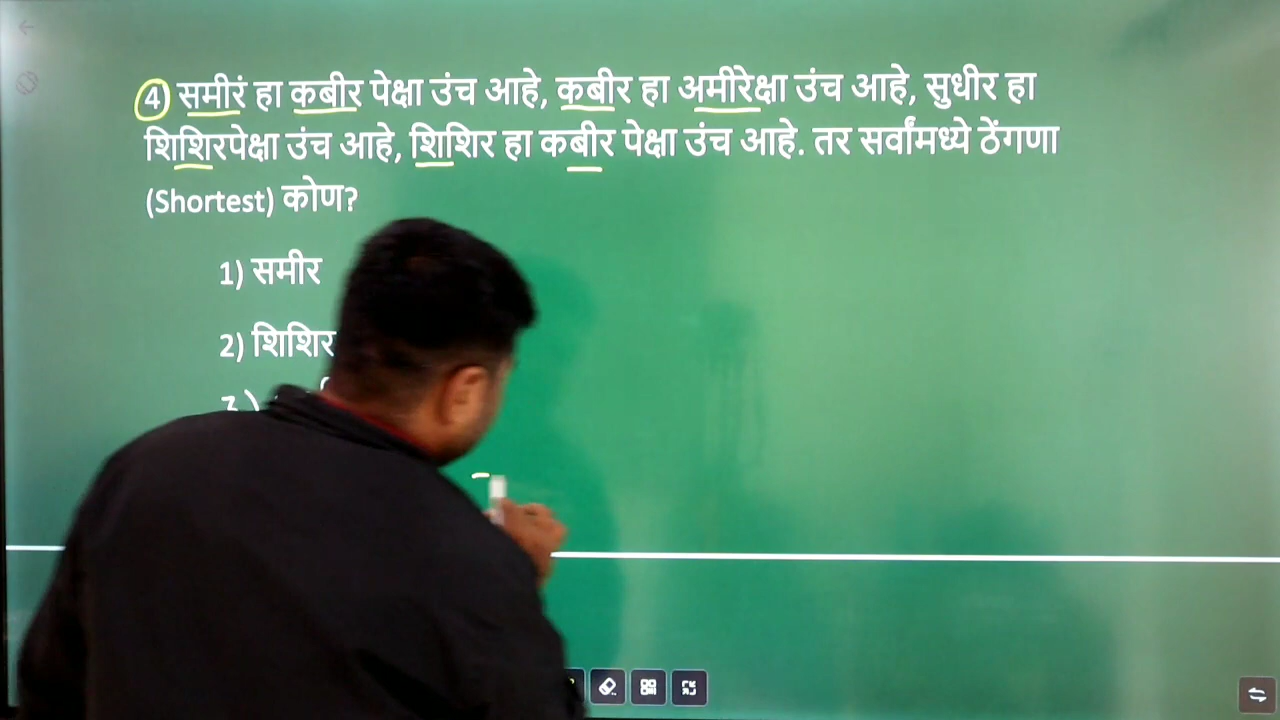 4) समीर हा कबीर पेक्षा उंच आहे, कबीर हा अमीरेक्षा उंच आहे, सुधीर हा
शिशिरपेक्षा उंच आहे, शिशिर हा कबीर पेक्षा उंच आहे. तर सर्वांमध्ये ठेंगणा
(Shortest) कोण?
1) समीर
2) शिशिर
3)